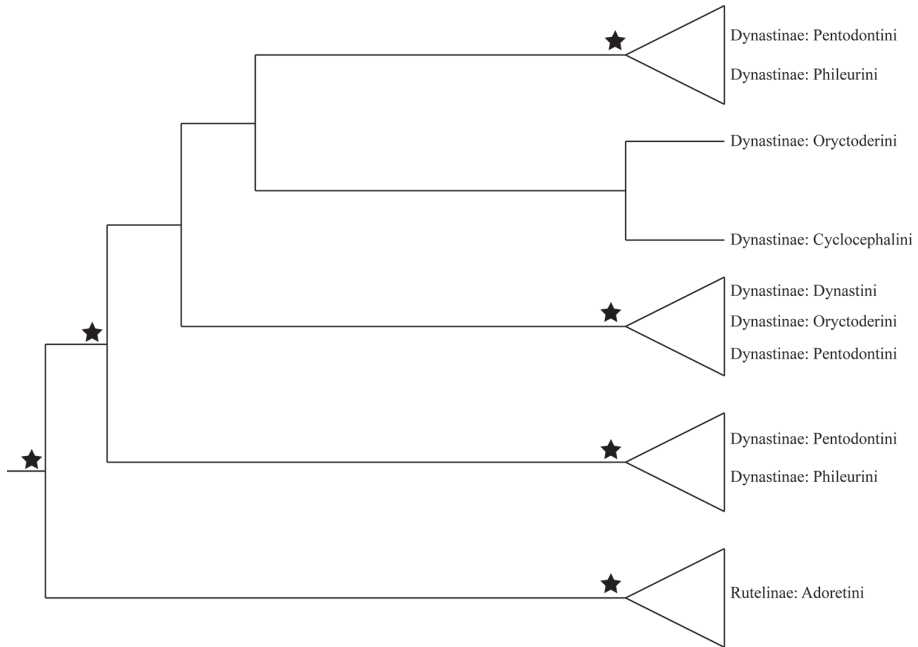 Dynastinae: Pentodontini
Dynastinae: Phileurini
Dynastinae: Oryctoderini
Dynastinae: Cyclocephalini
Dynastinae: Dynastini
Dynastinae: Oryctoderini
Dynastinae: Pentodontini
Dynastinae: Pentodontini
Dynastinae: Phileurini
Rutelinae: Adoretini